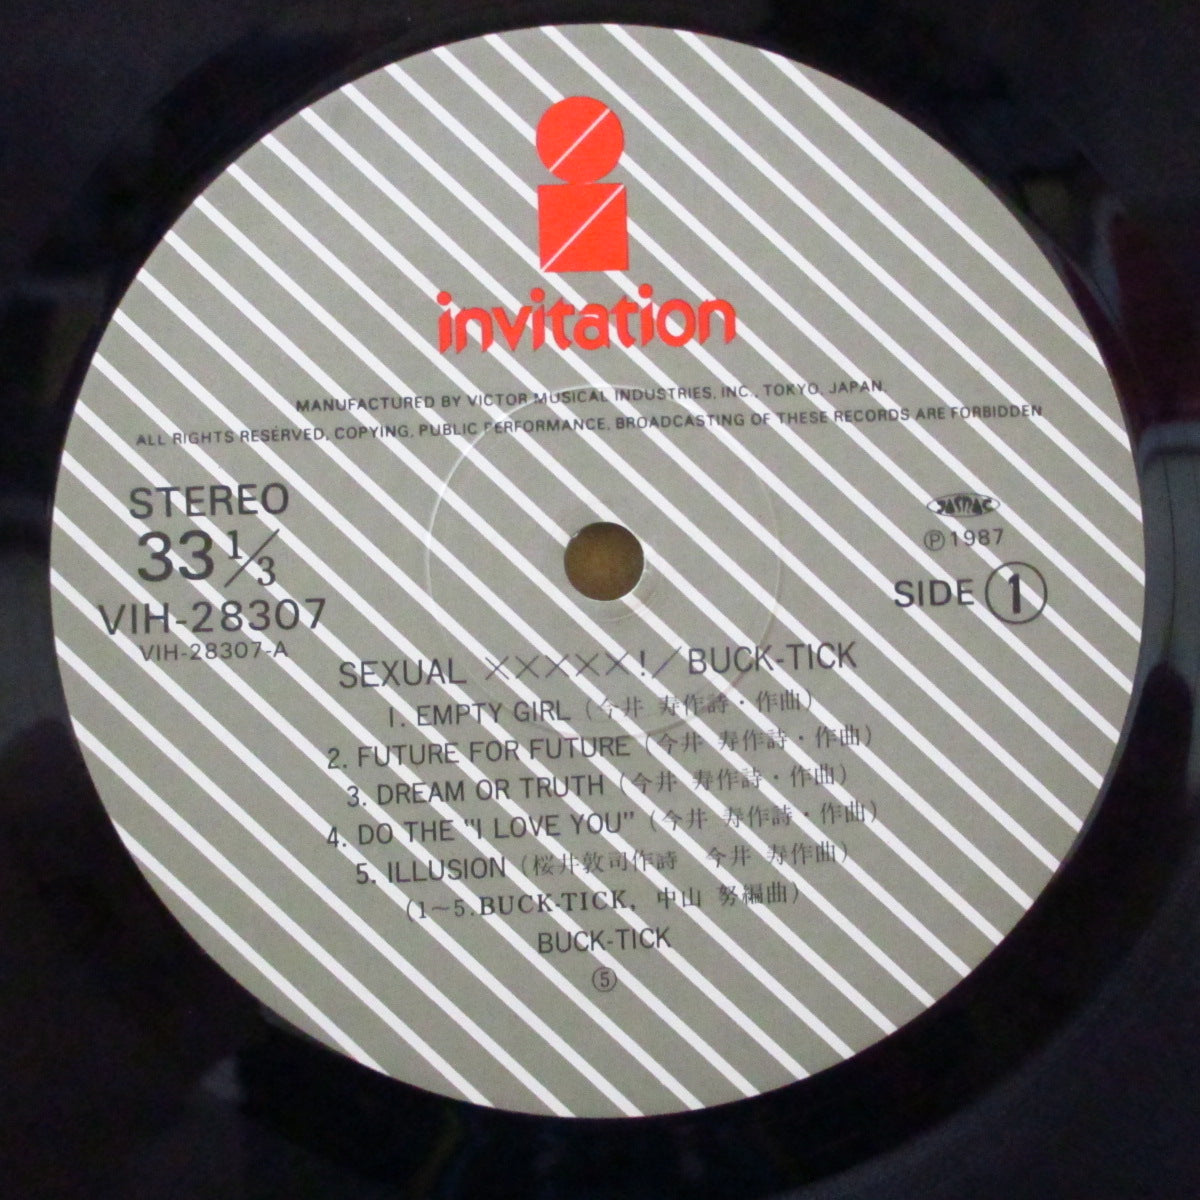 invitation
MANUFACTURED BY VICTOR MUSICAL INDUSTRIES, INC., TOKYO, JAPAN.
ALL RIGHTS RESERVED, COPYING, PUBLIC PERFORMANCE, BROADCASTING OF THESE RECORDS ARE FORBIDDEN
STEREO
33 1/3
VIH-28307
VIH-28307-A
JASRAC
Ⓟ1987
SIDE ①
SEXUAL ×××××!／BUCK-TICK
1. EMPTY GIRL (今井 寿作詩・作曲)
2. FUTURE FOR FUTURE (今井 寿作詩・作曲)
3. DREAM OR TRUTH (今井 寿作詩・作曲)
4. DO THE "I LOVE YOU" (今井 寿作詩・作曲)
5. ILLUSION (桜井敦司作詩 今井 寿作曲)
(1〜5.BUCK-TICK, 中山 努編曲)
BUCK-TICK
⑤